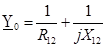 Y̲₀ = 1/R₁₂ + 1/jX₁₂